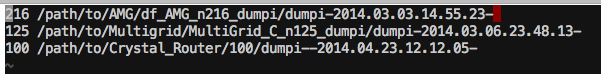 216 /path/to/AMG/df_AMG_n216_dumpi/dumpi-2014.03.03.14.55.23-
125 /path/to/Multigrid/MultiGrid_C_n125_dumpi/dumpi-2014.03.06.23.48.13-
100 /path/to/Crystal_Router/100/dumpi--2014.04.23.12.12.05-
~